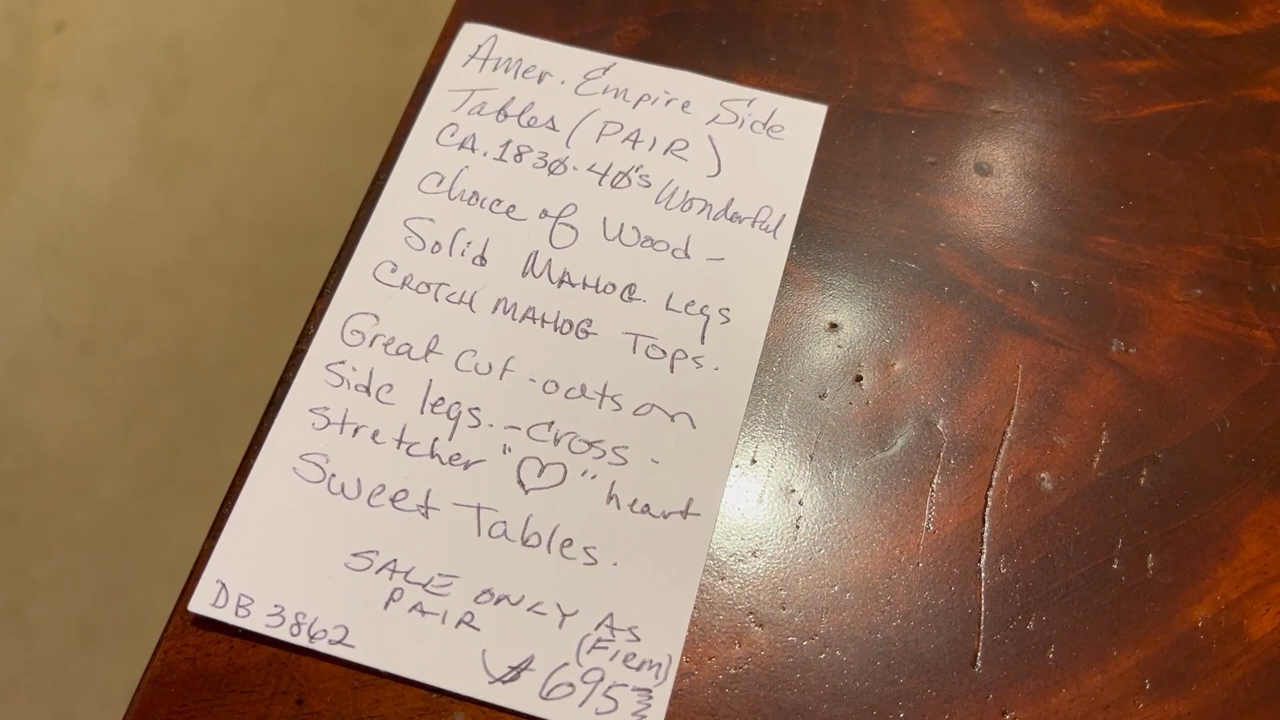 Amer. Empire Side
Tables (PAIR)
CA. 1830-40's Wonderful
choice of Wood -
Solid MAHOG. Legs
CROTCH MAHOG TOPS.
Great cut-outs on
Side legs. - Cross -
Stretcher "♡" heart
Sweet Tables.
SALE ONLY AS
PAIR (Firm)
DB 3862 $695